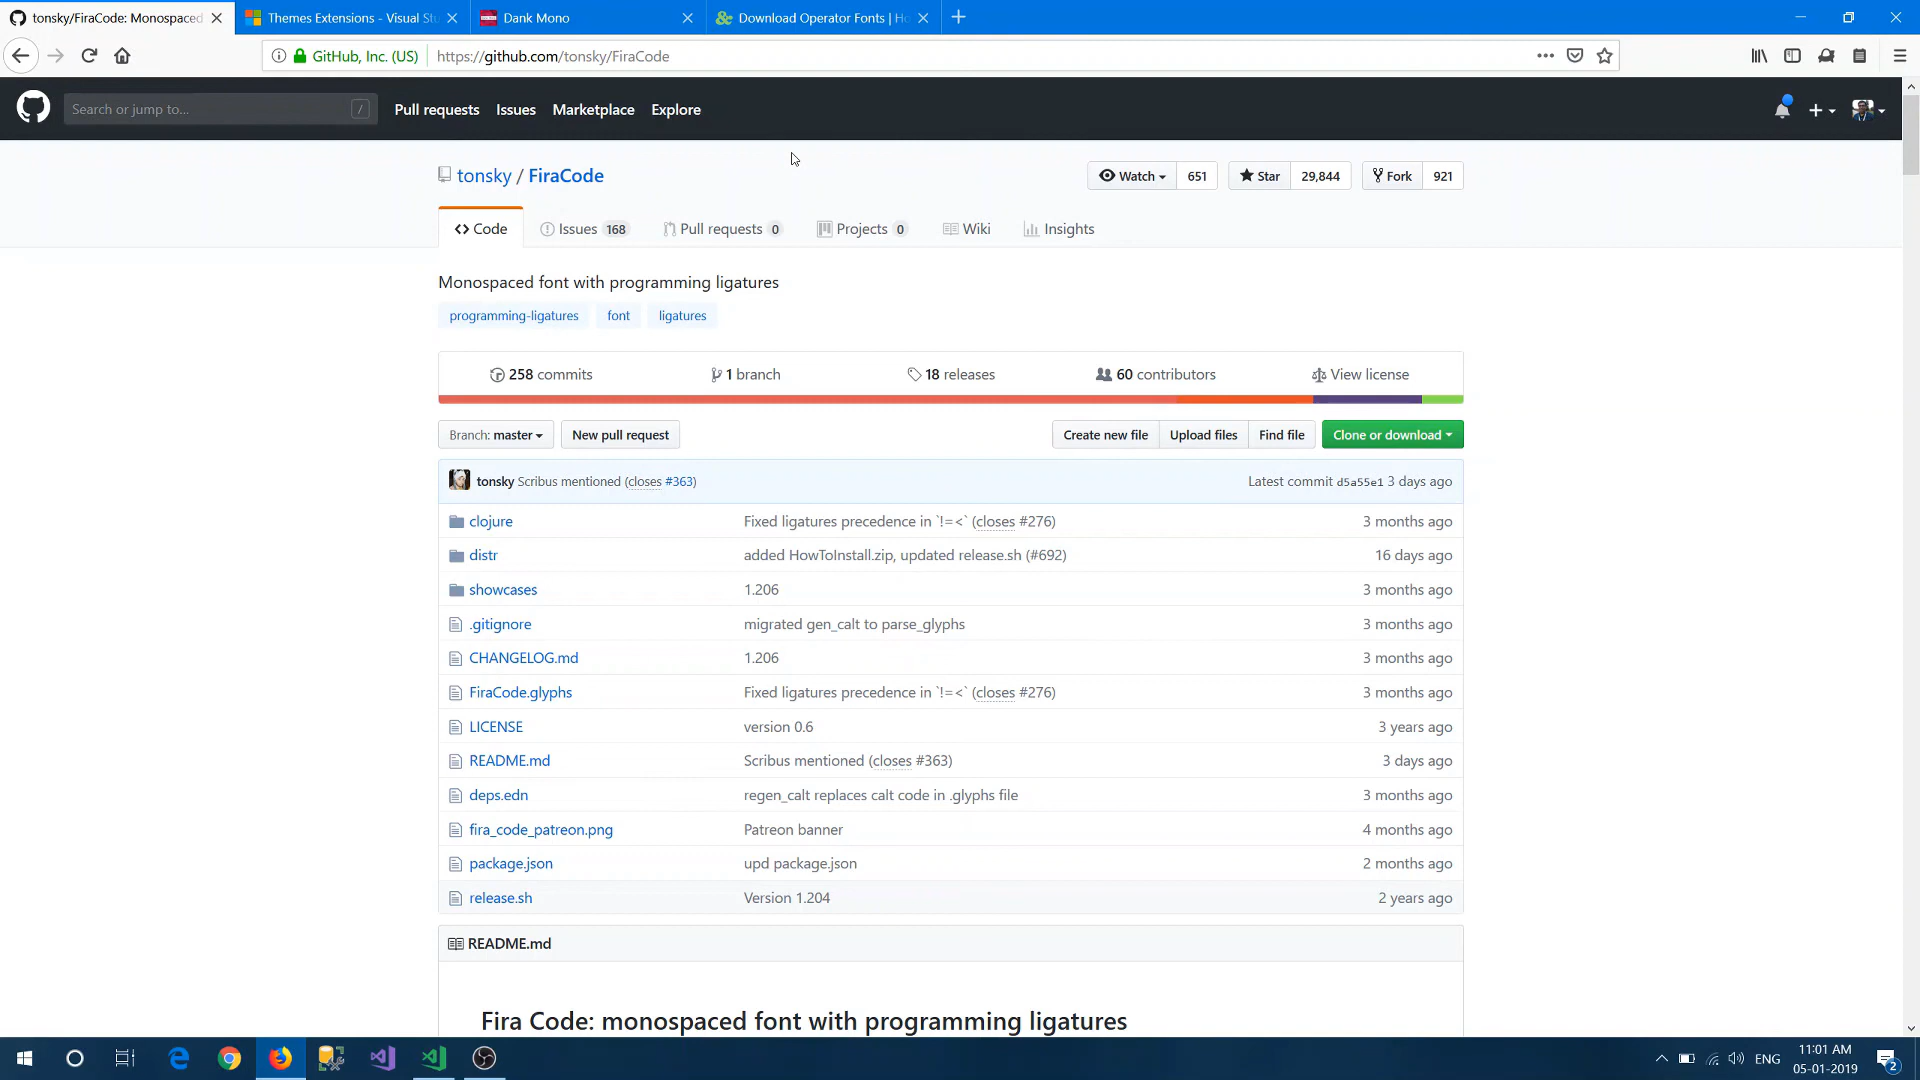 tonsky/FiraCode: Monospaced
Themes Extensions - Visual Stu
Dank Mono
Download Operator Fonts | Ho
GitHub, Inc. (US)
https://github.com/tonsky/FiraCode
Search or jump to...
/
Pull requests
Issues
Marketplace
Explore
tonsky / FiraCode
Watch
651
Star
29,844
Fork
921
Code
Issues 168
Pull requests 0
Projects 0
Wiki
Insights
Monospaced font with programming ligatures
programming-ligatures
font
ligatures
258 commits
1 branch
18 releases
60 contributors
View license
Branch: master
New pull request
Create new file
Upload files
Find file
Clone or download
tonsky Scribus mentioned (closes #363)
Latest commit d5a55e1 3 days ago
clojure
Fixed ligatures precedence in `!=<` (closes #276)
3 months ago
distr
added HowToInstall.zip, updated release.sh (#692)
16 days ago
showcases
1.206
3 months ago
.gitignore
migrated gen_calt to parse_glyphs
3 months ago
CHANGELOG.md
1.206
3 months ago
FiraCode.glyphs
Fixed ligatures precedence in `!=<` (closes #276)
3 months ago
LICENSE
version 0.6
3 years ago
README.md
Scribus mentioned (closes #363)
3 days ago
deps.edn
regen_calt replaces calt code in .glyphs file
3 months ago
fira_code_patreon.png
Patreon banner
4 months ago
package.json
upd package.json
2 months ago
release.sh
Version 1.204
2 years ago
README.md
Fira Code: monospaced font with programming ligatures
ENG
11:01 AM
05-01-2019
2